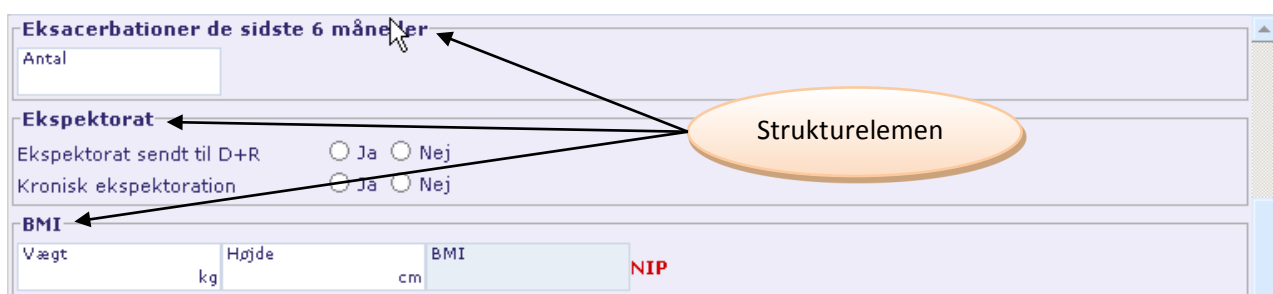 Eksacerbationer de sidste 6 måneder
Antal
Ekspektorat
Strukturelemen
Ekspektorat sendt til D+R Ja Nej
Kronisk ekspektoration Ja Nej
BMI
Vægt kg Højde cm BMI NIP